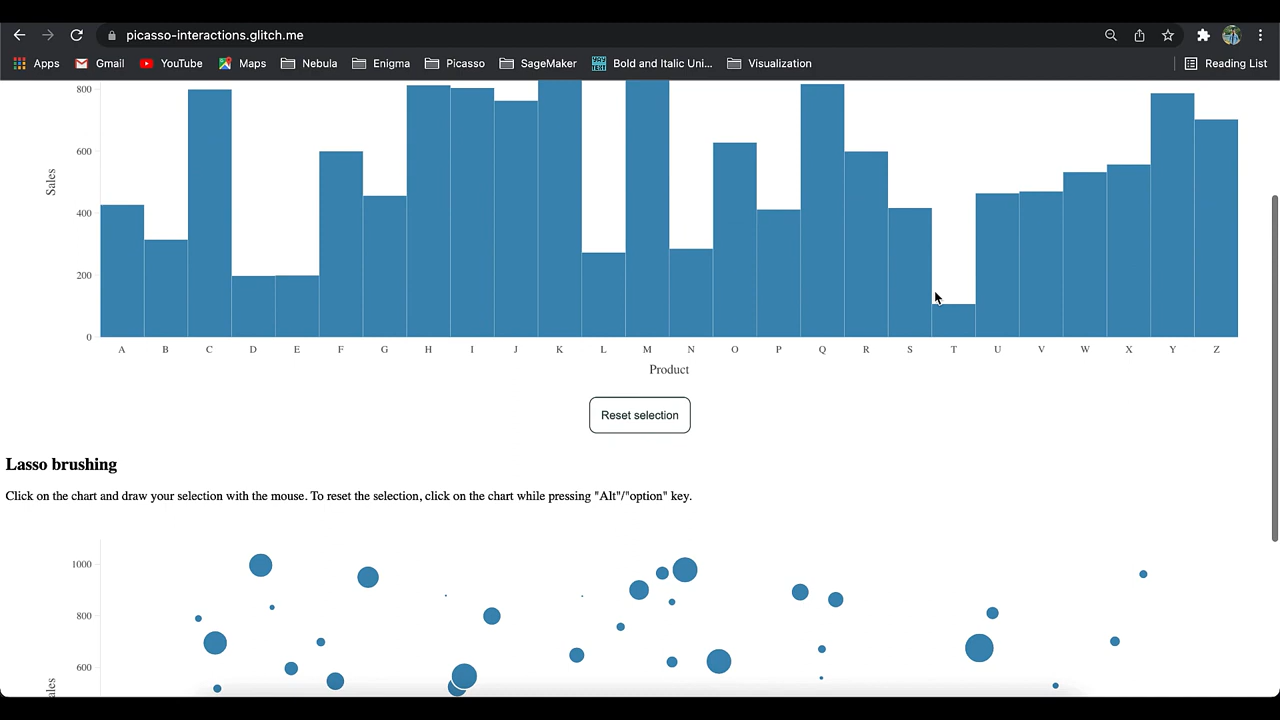 picasso-interactions.glitch.me
Apps Gmail YouTube Maps Nebula Enigma Picasso SageMaker Bold and Italic Uni... Visualization Reading List
800
600
400
200
0
Sales
A B C D E F G H I J K L M N O P Q R S T U V W X Y Z
Product
Reset selection
Lasso brushing
Click on the chart and draw your selection with the mouse. To reset the selection, click on the chart while pressing "Alt"/"option" key.
1000
800
600